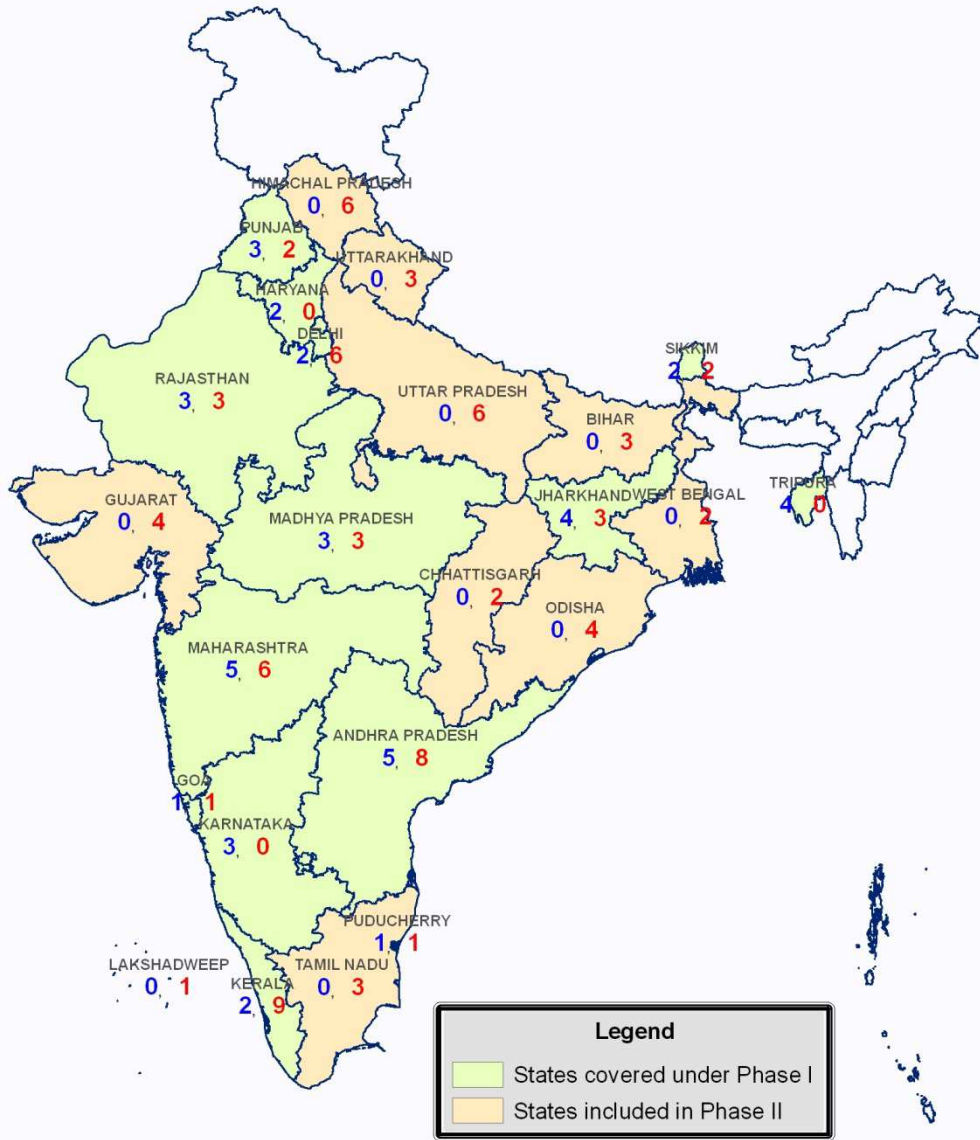 HIMACHAL PRADESH
0, 6
PUNJAB
3, 2
UTTARAKHAND
0, 3
HARYANA
2, 0
DELHI
2, 6
SIKKIM
2, 2
RAJASTHAN
3, 3
UTTAR PRADESH
0, 6
BIHAR
0, 3
GUJARAT
0, 4
MADHYA PRADESH
3, 3
JHARKHAND
4, 3
WEST BENGAL
0, 2
TRIPURA
4, 0
CHHATTISGARH
0, 2
ODISHA
0, 4
MAHARASHTRA
5, 6
ANDHRA PRADESH
5, 8
GOA
1, 1
KARNATAKA
3, 0
PUDUCHERRY
1, 1
LAKSHADWEEP
0, 1
KERALA
2, 9
TAMIL NADU
0, 3
Legend
States covered under Phase I
States included in Phase II